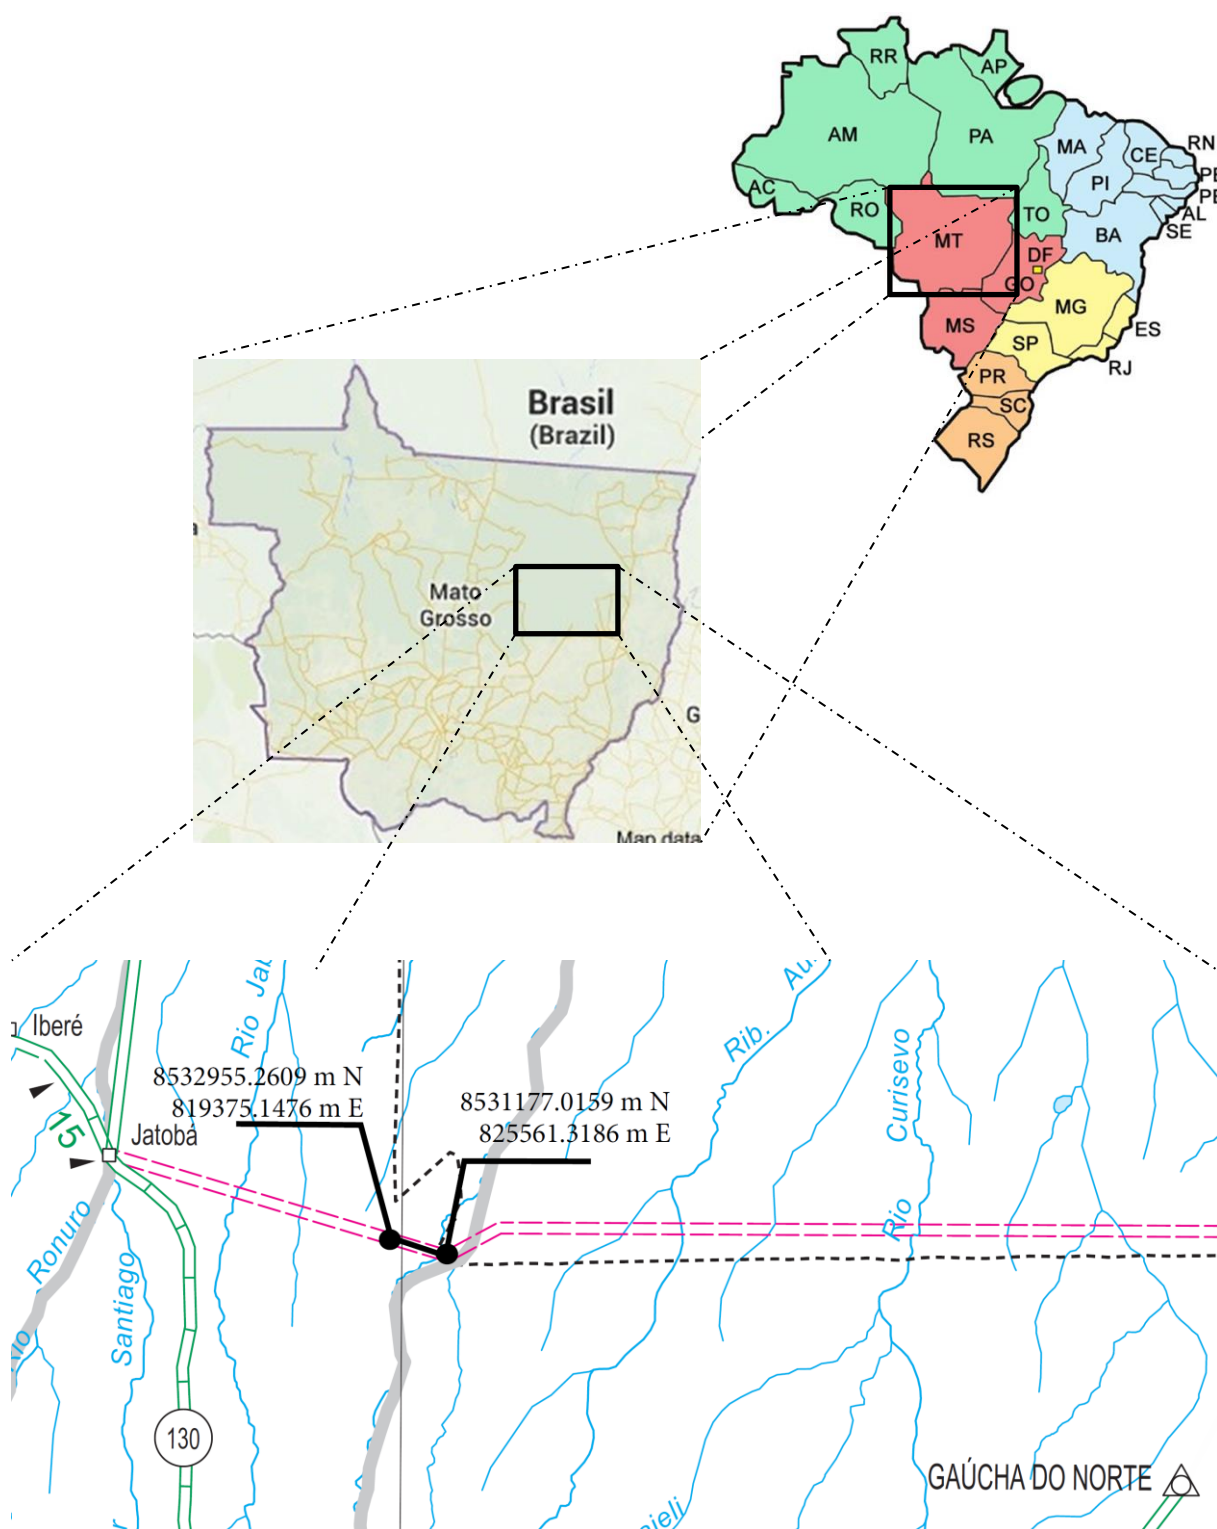 RR
AP
AM
PA
MA
CE
RN
PI
AC
RO
TO
AL
SE
BA
MT
DF
GO
MG
MS
ES
SP
RJ
PR
SC
RS
Brasil
(Brazil)
Mato
Grosso
G
Map data
Iberé
Rio
Rib.
8532955.2609 m N
819375.1476 m E
8531177.0159 m N
825561.3186 m E
Curisevo
Rio
15
Jatobá
Ronuro
Santiago
130
GAÚCHA DO NORTE